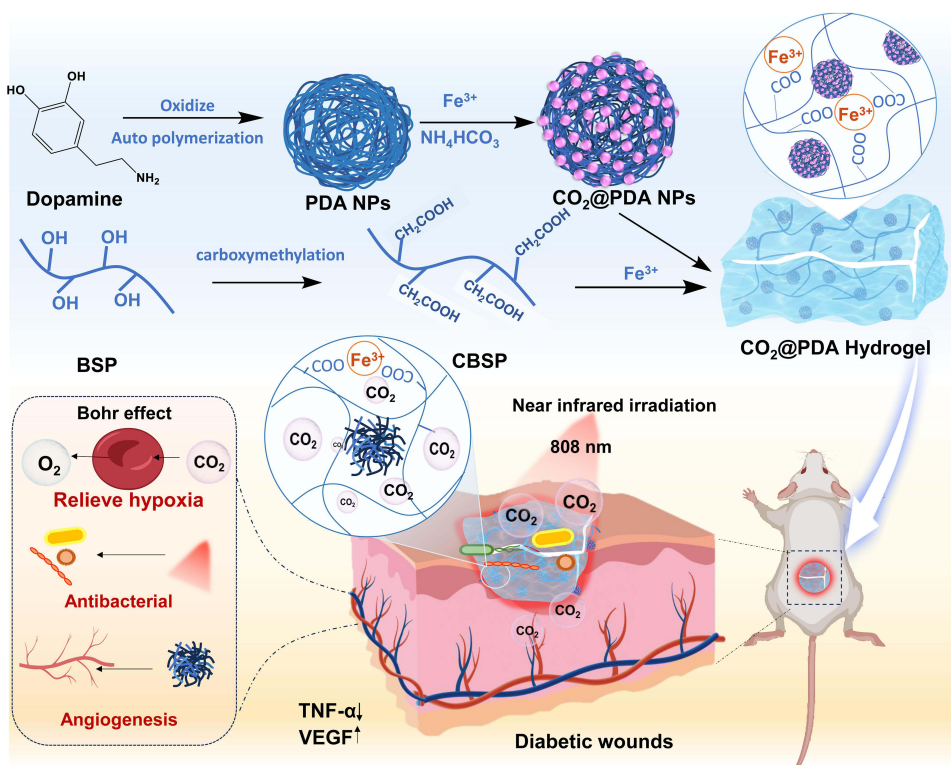 OH
HO
NH₂
Dopamine
Oxidize
Auto polymerization
PDA NPs
Fe³⁺
NH₄HCO₃
CO₂@PDA NPs
Fe³⁺
COO
COO
Fe³⁺
COO
COO
OH
OH
OH
OH
BSP
carboxymethylation
CH₂COOH
CH₂COOH
CH₂COOH
CH₂COOH
CBSP
Fe³⁺
CO₂@PDA Hydrogel
Bohr effect
O₂
CO₂
Relieve hypoxia
Antibacterial
Angiogenesis
COO
Fe³⁺
COO
CO₂
CO₂
CO₂
CO₂
CO₂
CO₂
Near infrared irradiation
808 nm
CO₂
CO₂
CO₂
CO₂
TNF-α↓
VEGF↑
Diabetic wounds